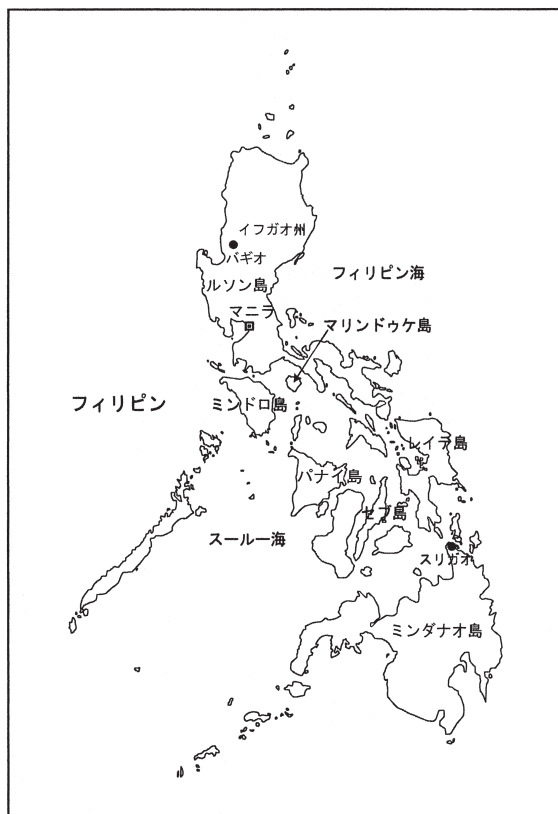 イフガオ州
バギオ
ルソン島
フィリピン海
マニラ
マリンドゥケ島
フィリピン
ミンドロ島
レイテ島
パナイ島
セブ島
スールー海
スリガオ
ミンダナオ島